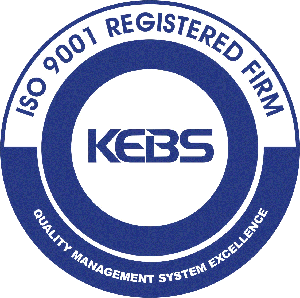 ISO 9001 REGISTERED FIRM
KEBS
QUALITY MANAGEMENT SYSTEM EXCELLENCE